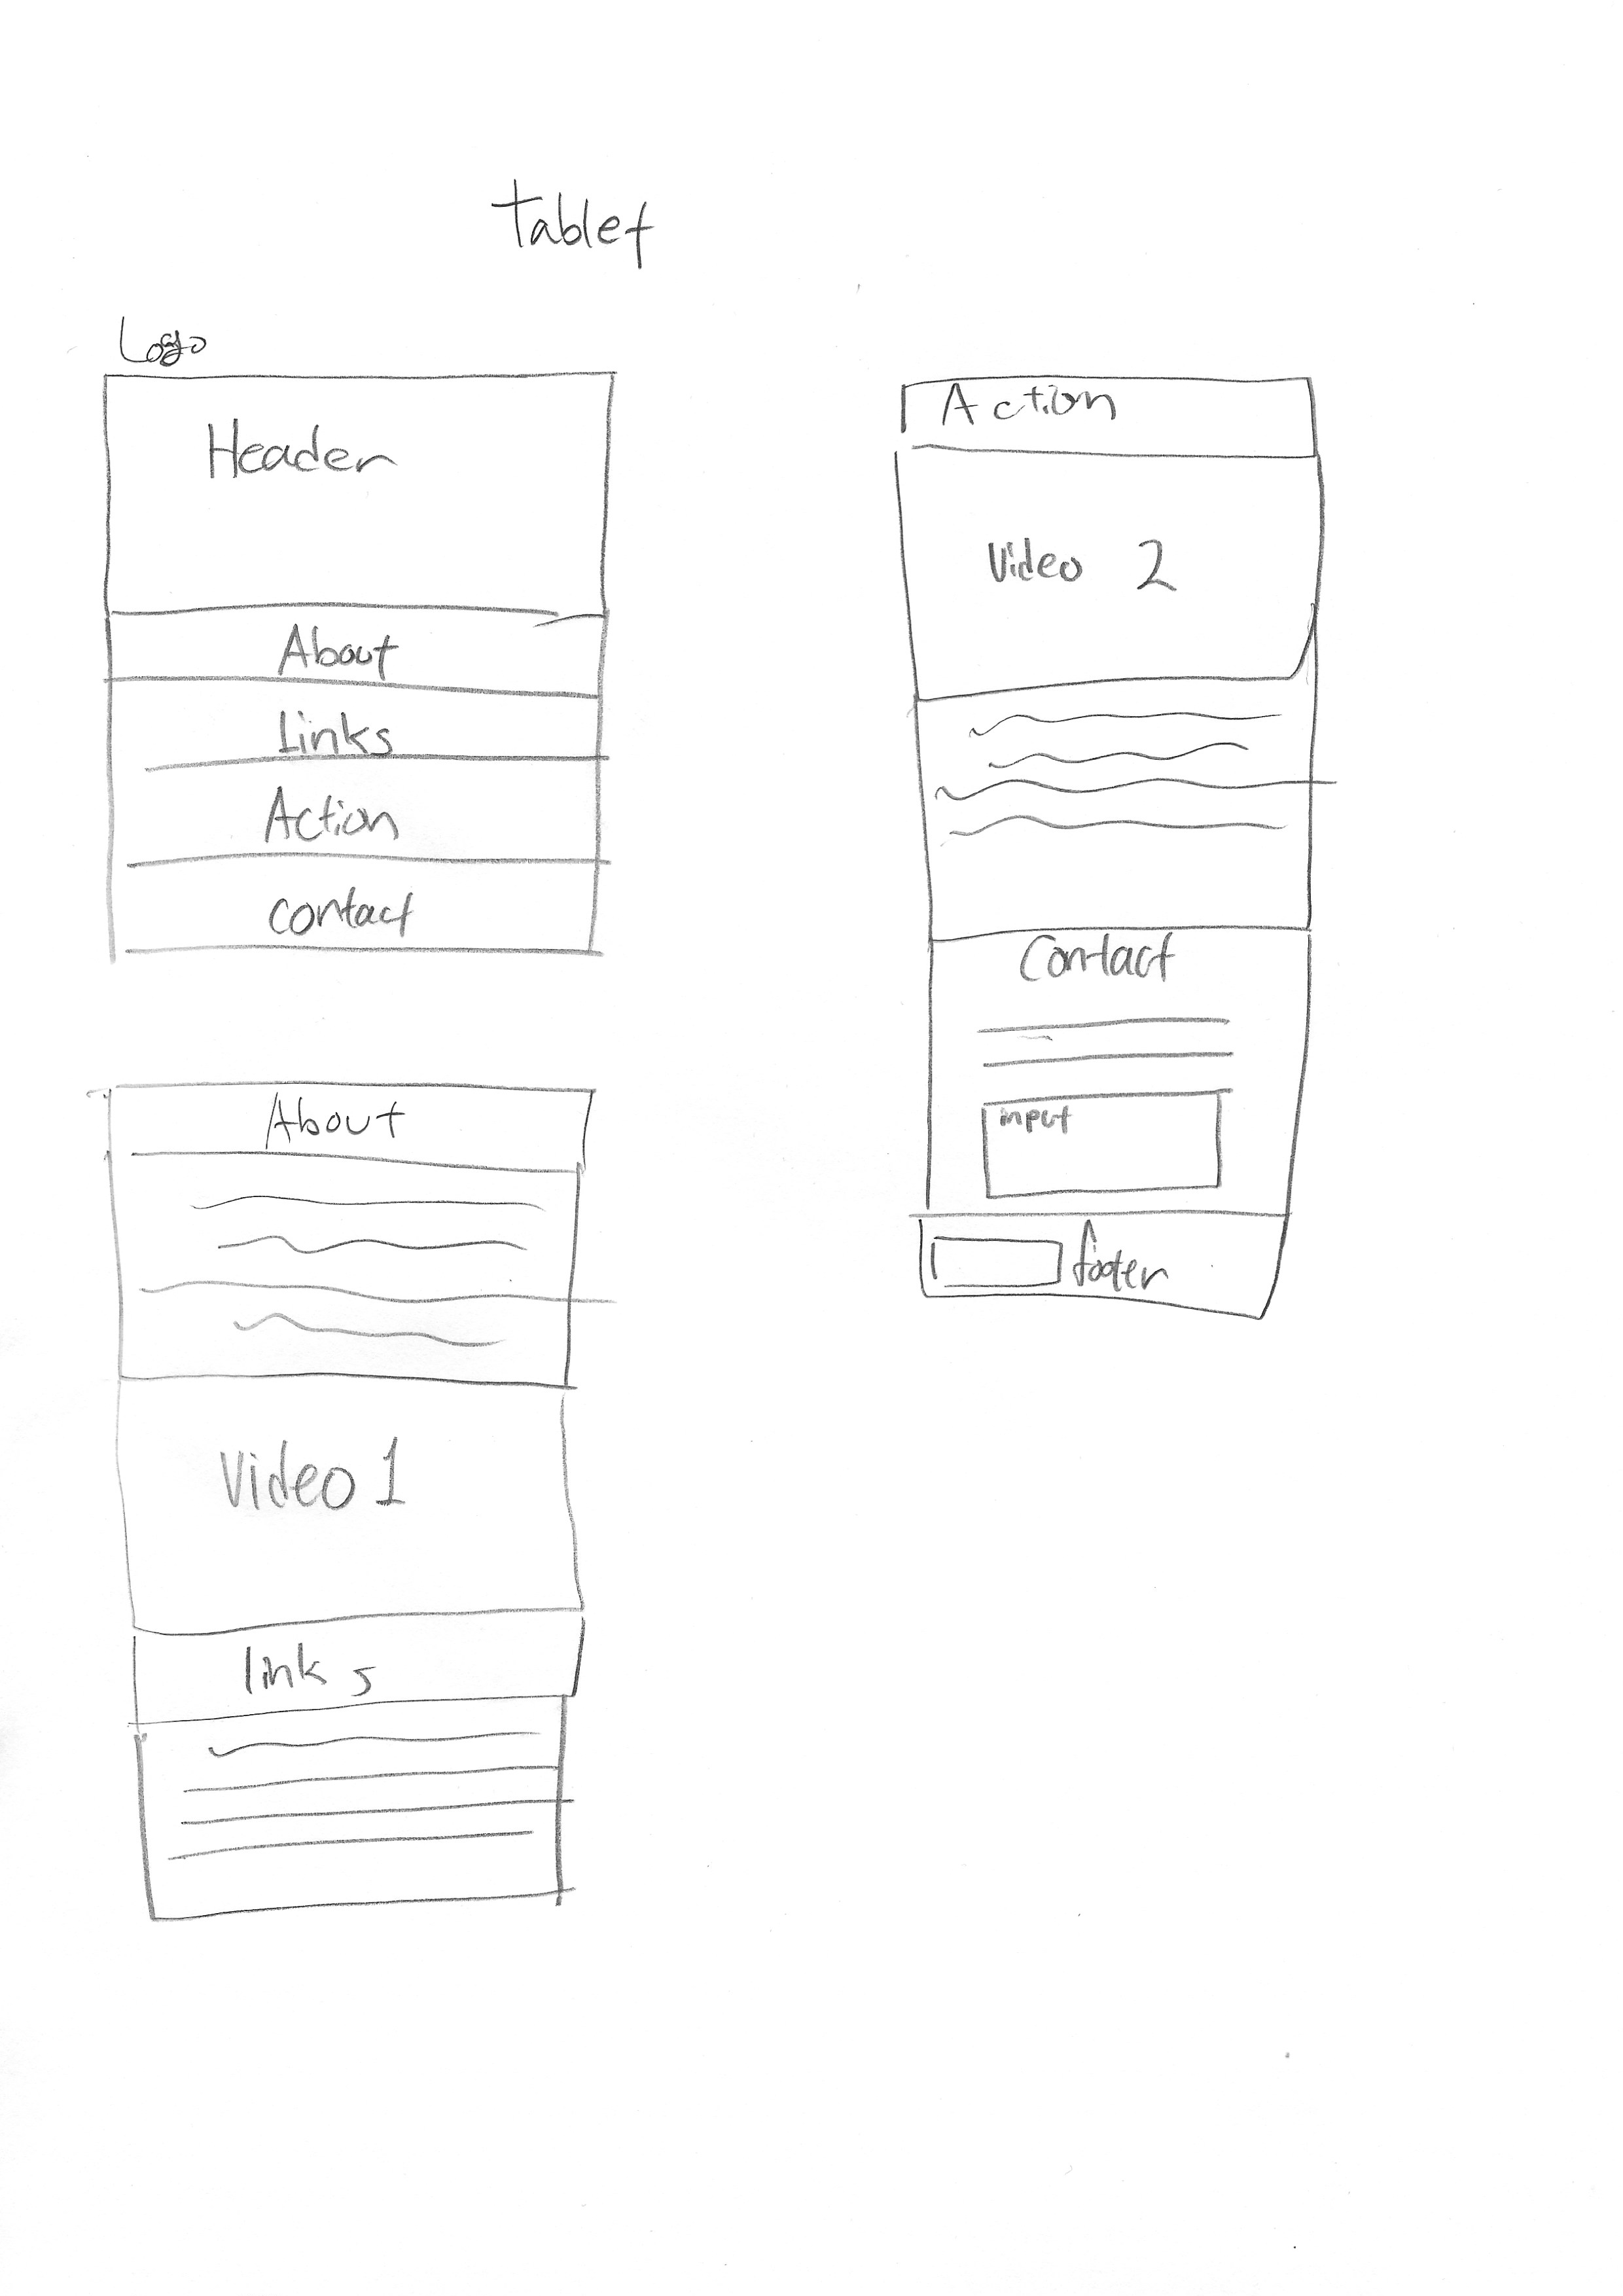 Tablet
Logo
Header
About
Links
Action
Contact
About
Video 1
links
Action
Video 2
Contact
input
footer